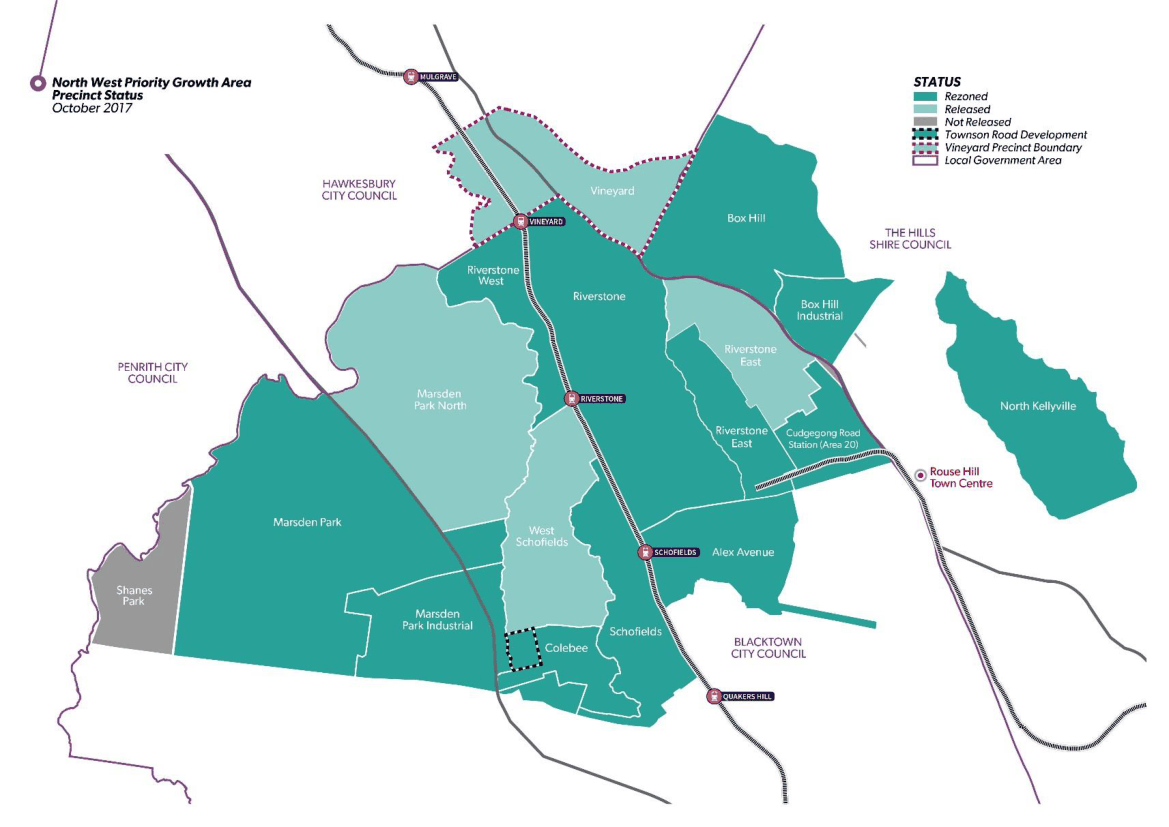 North West Priority Growth Area
Precinct Status
October 2017
STATUS
Rezoned
Released
Not Released
Townson Road Development
Vineyard Precinct Boundary
Local Government Area
MULGRAVE
HAWKESBURY
CITY COUNCIL
Vineyard
VINEYARD
Box Hill
THE HILLS
SHIRE COUNCIL
Riverstone
West
Riverstone
Box Hill
Industrial
PENRITH CITY
COUNCIL
Riverstone
East
Marsden
Park North
RIVERSTONE
North Kellyville
Riverstone
East
Cudgegong Road
Station (Area 20)
Rouse Hill
Town Centre
Marsden Park
West
Schofields
SCHOFIELDS
Alex Avenue
Shanes
Park
Marsden
Park Industrial
Schofields
Colebee
BLACKTOWN
CITY COUNCIL
QUAKERS HILL